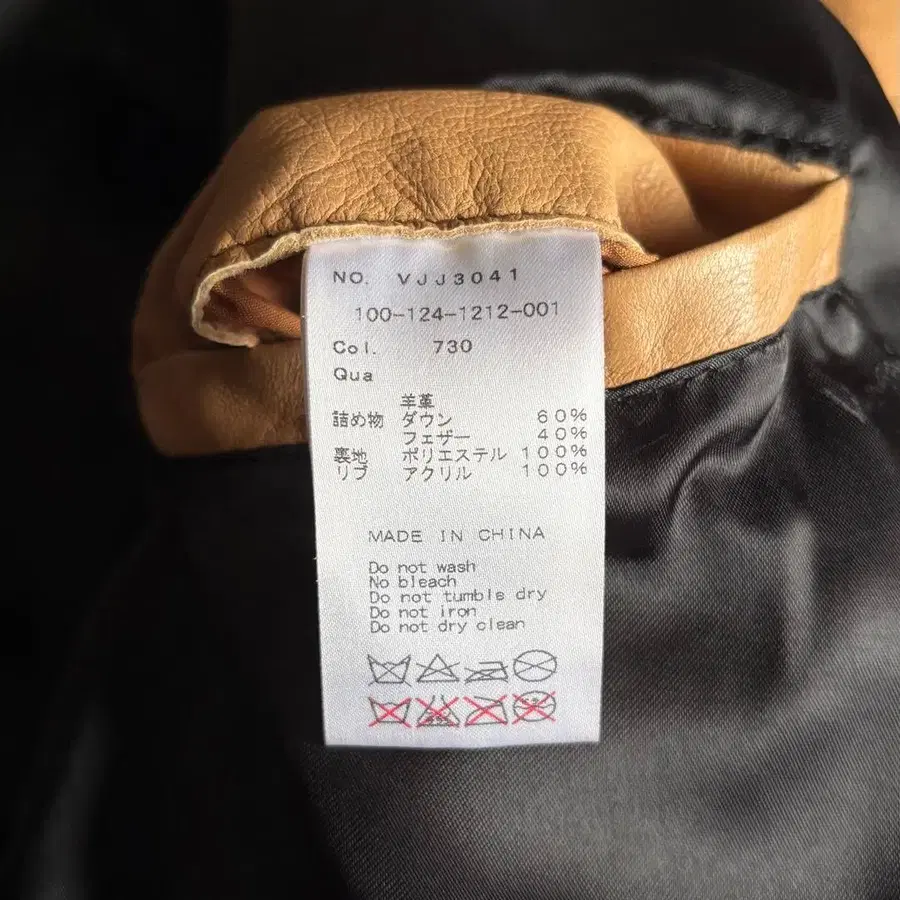 NO. VJJ3041
100-124-1212-001
Col. 730
Qua
羊革
詰め物 ダウン 60%
フェザー 40%
裏地 ポリエステル 100%
リブ アクリル 100%
MADE IN CHINA
Do not wash
No bleach
Do not tumble dry
Do not iron
Do not dry clean